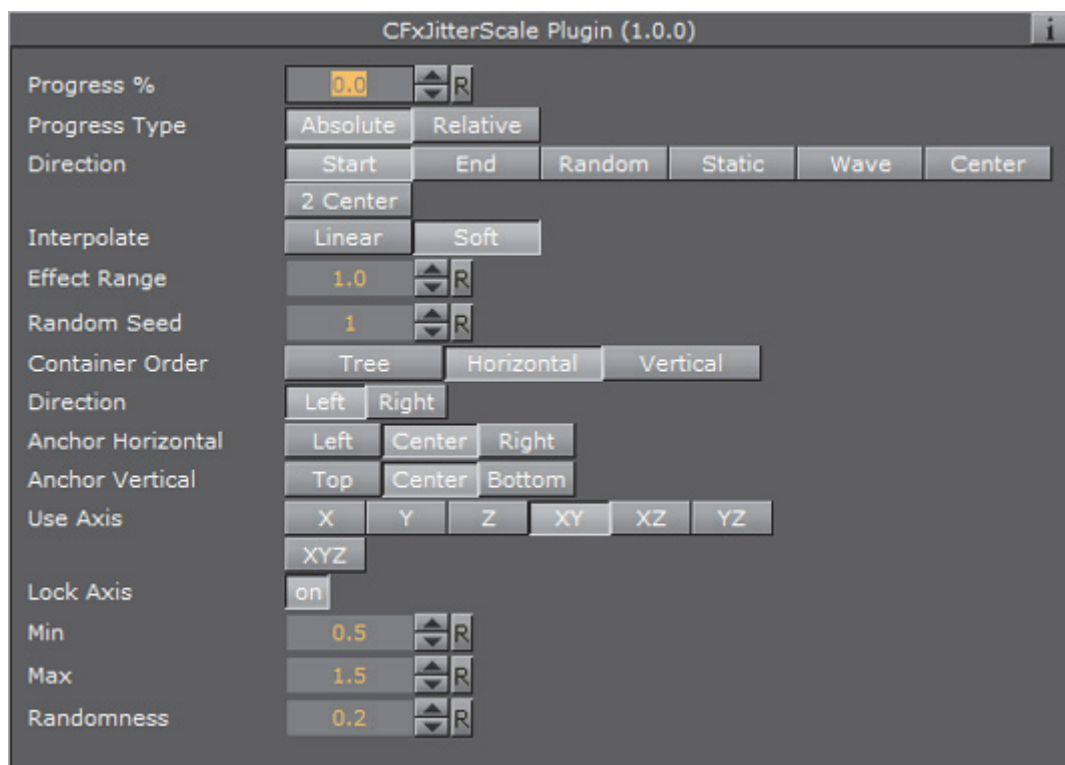 CFxJitterScale Plugin (1.0.0) i
Progress % 0.0 R
Progress Type Absolute Relative
Direction Start End Random Static Wave Center
2 Center
Interpolate Linear Soft
Effect Range 1.0 R
Random Seed 1 R
Container Order Tree Horizontal Vertical
Direction Left Right
Anchor Horizontal Left Center Right
Anchor Vertical Top Center Bottom
Use Axis X Y Z XY XZ YZ
XYZ
Lock Axis on
Min 0.5 R
Max 1.5 R
Randomness 0.2 R